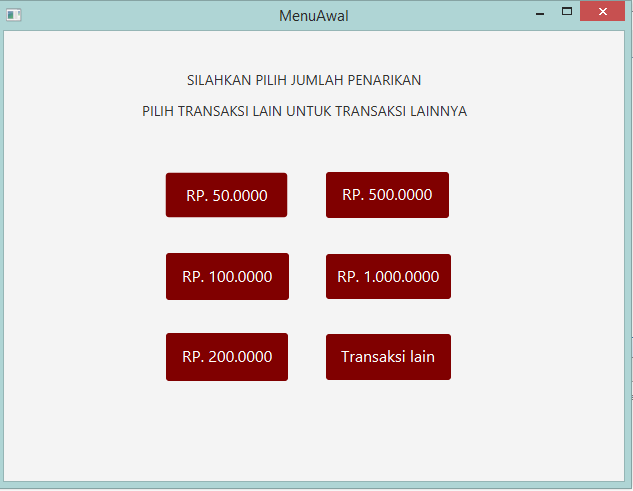 MenuAwal
SILAHKAN PILIH JUMLAH PENARIKAN
PILIH TRANSAKSI LAIN UNTUK TRANSAKSI LAINNYA
RP. 50.0000
RP. 500.0000
RP. 100.0000
RP. 1.000.0000
RP. 200.0000
Transaksi lain